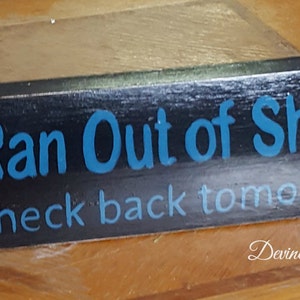 Ran Out of Sh
heck back tomo
Devin